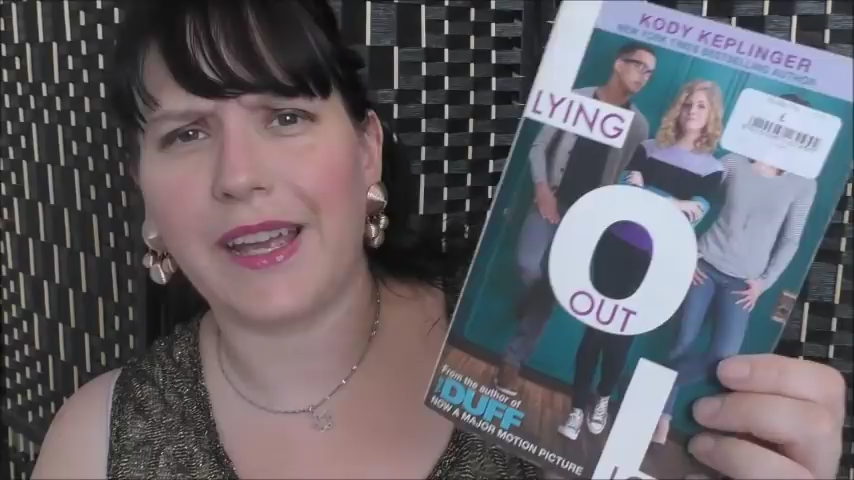 KODY KEPLINGER
NEW YORK TIMES BESTSELLING AUTHOR
LYING
OUT
LO
From the author of
THE DUFF
NOW A MAJOR MOTION PICTURE